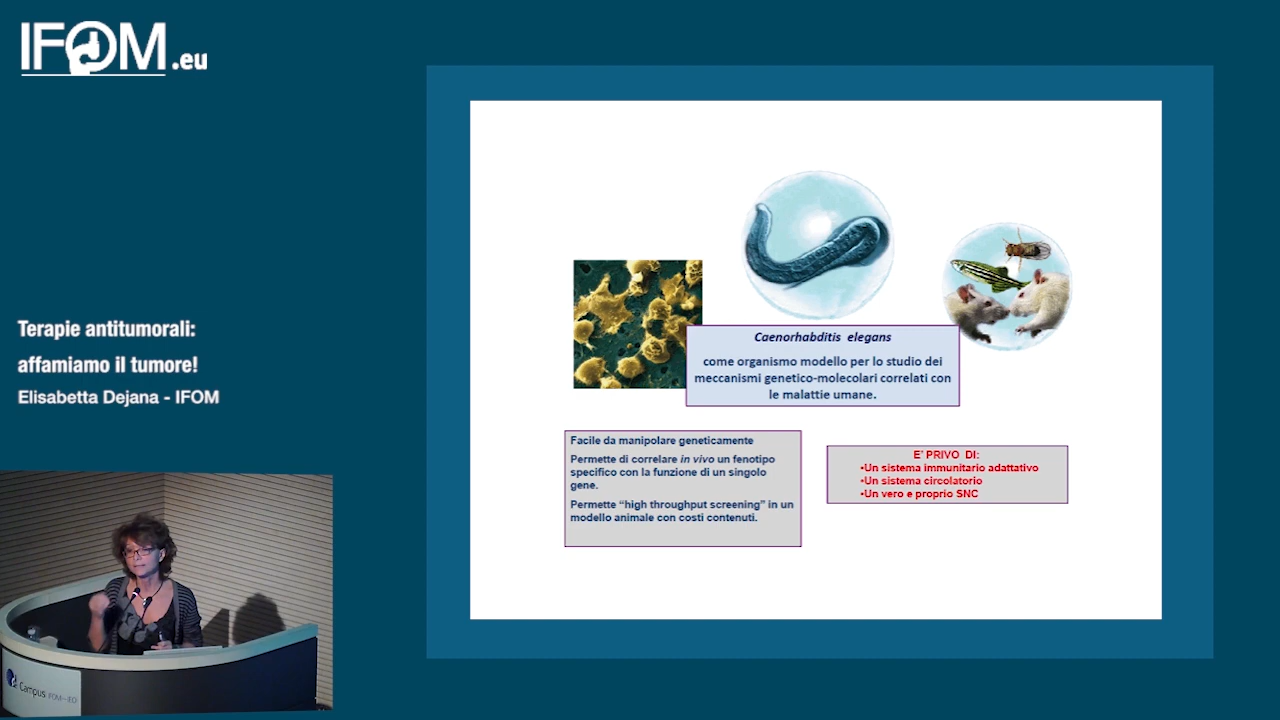 IFOM.eu
Terapie antitumorali:
affamiamo il tumore!
Elisabetta Dejana - IFOM
Caenorhabditis elegans
come organismo modello per lo studio dei
meccanismi genetico-molecolari correlati con
le malattie umane.
Facile da manipolare geneticamente
Permette di correlare in vivo un fenotipo
specifico con la funzione di un singolo
gene.
Permette “high throughput screening” in un
modello animale con costi contenuti.
E’ PRIVO DI:
•Un sistema immunitario adattativo
•Un sistema circolatorio
•Un vero e proprio SNC
Campus IFOM-IEO